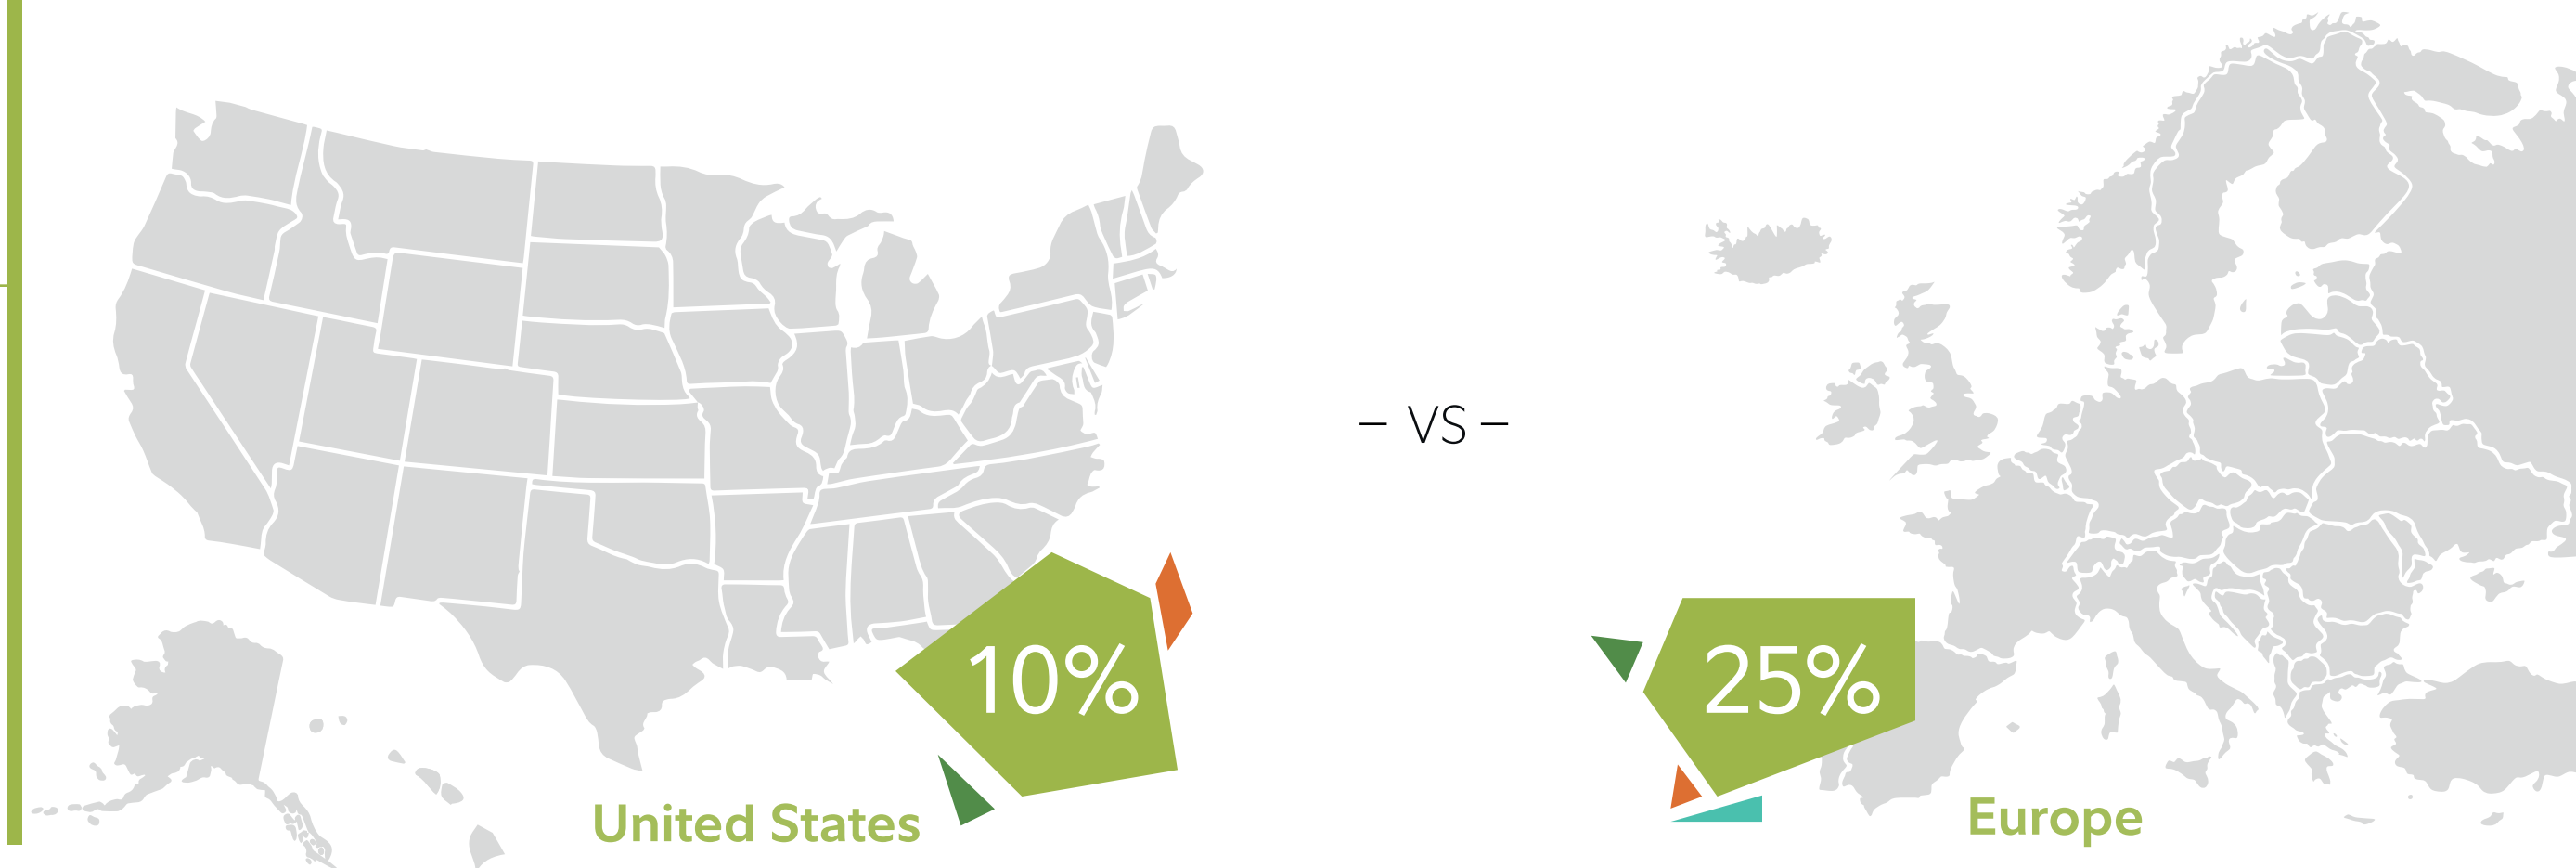 – VS –
10%
United States
25%
Europe